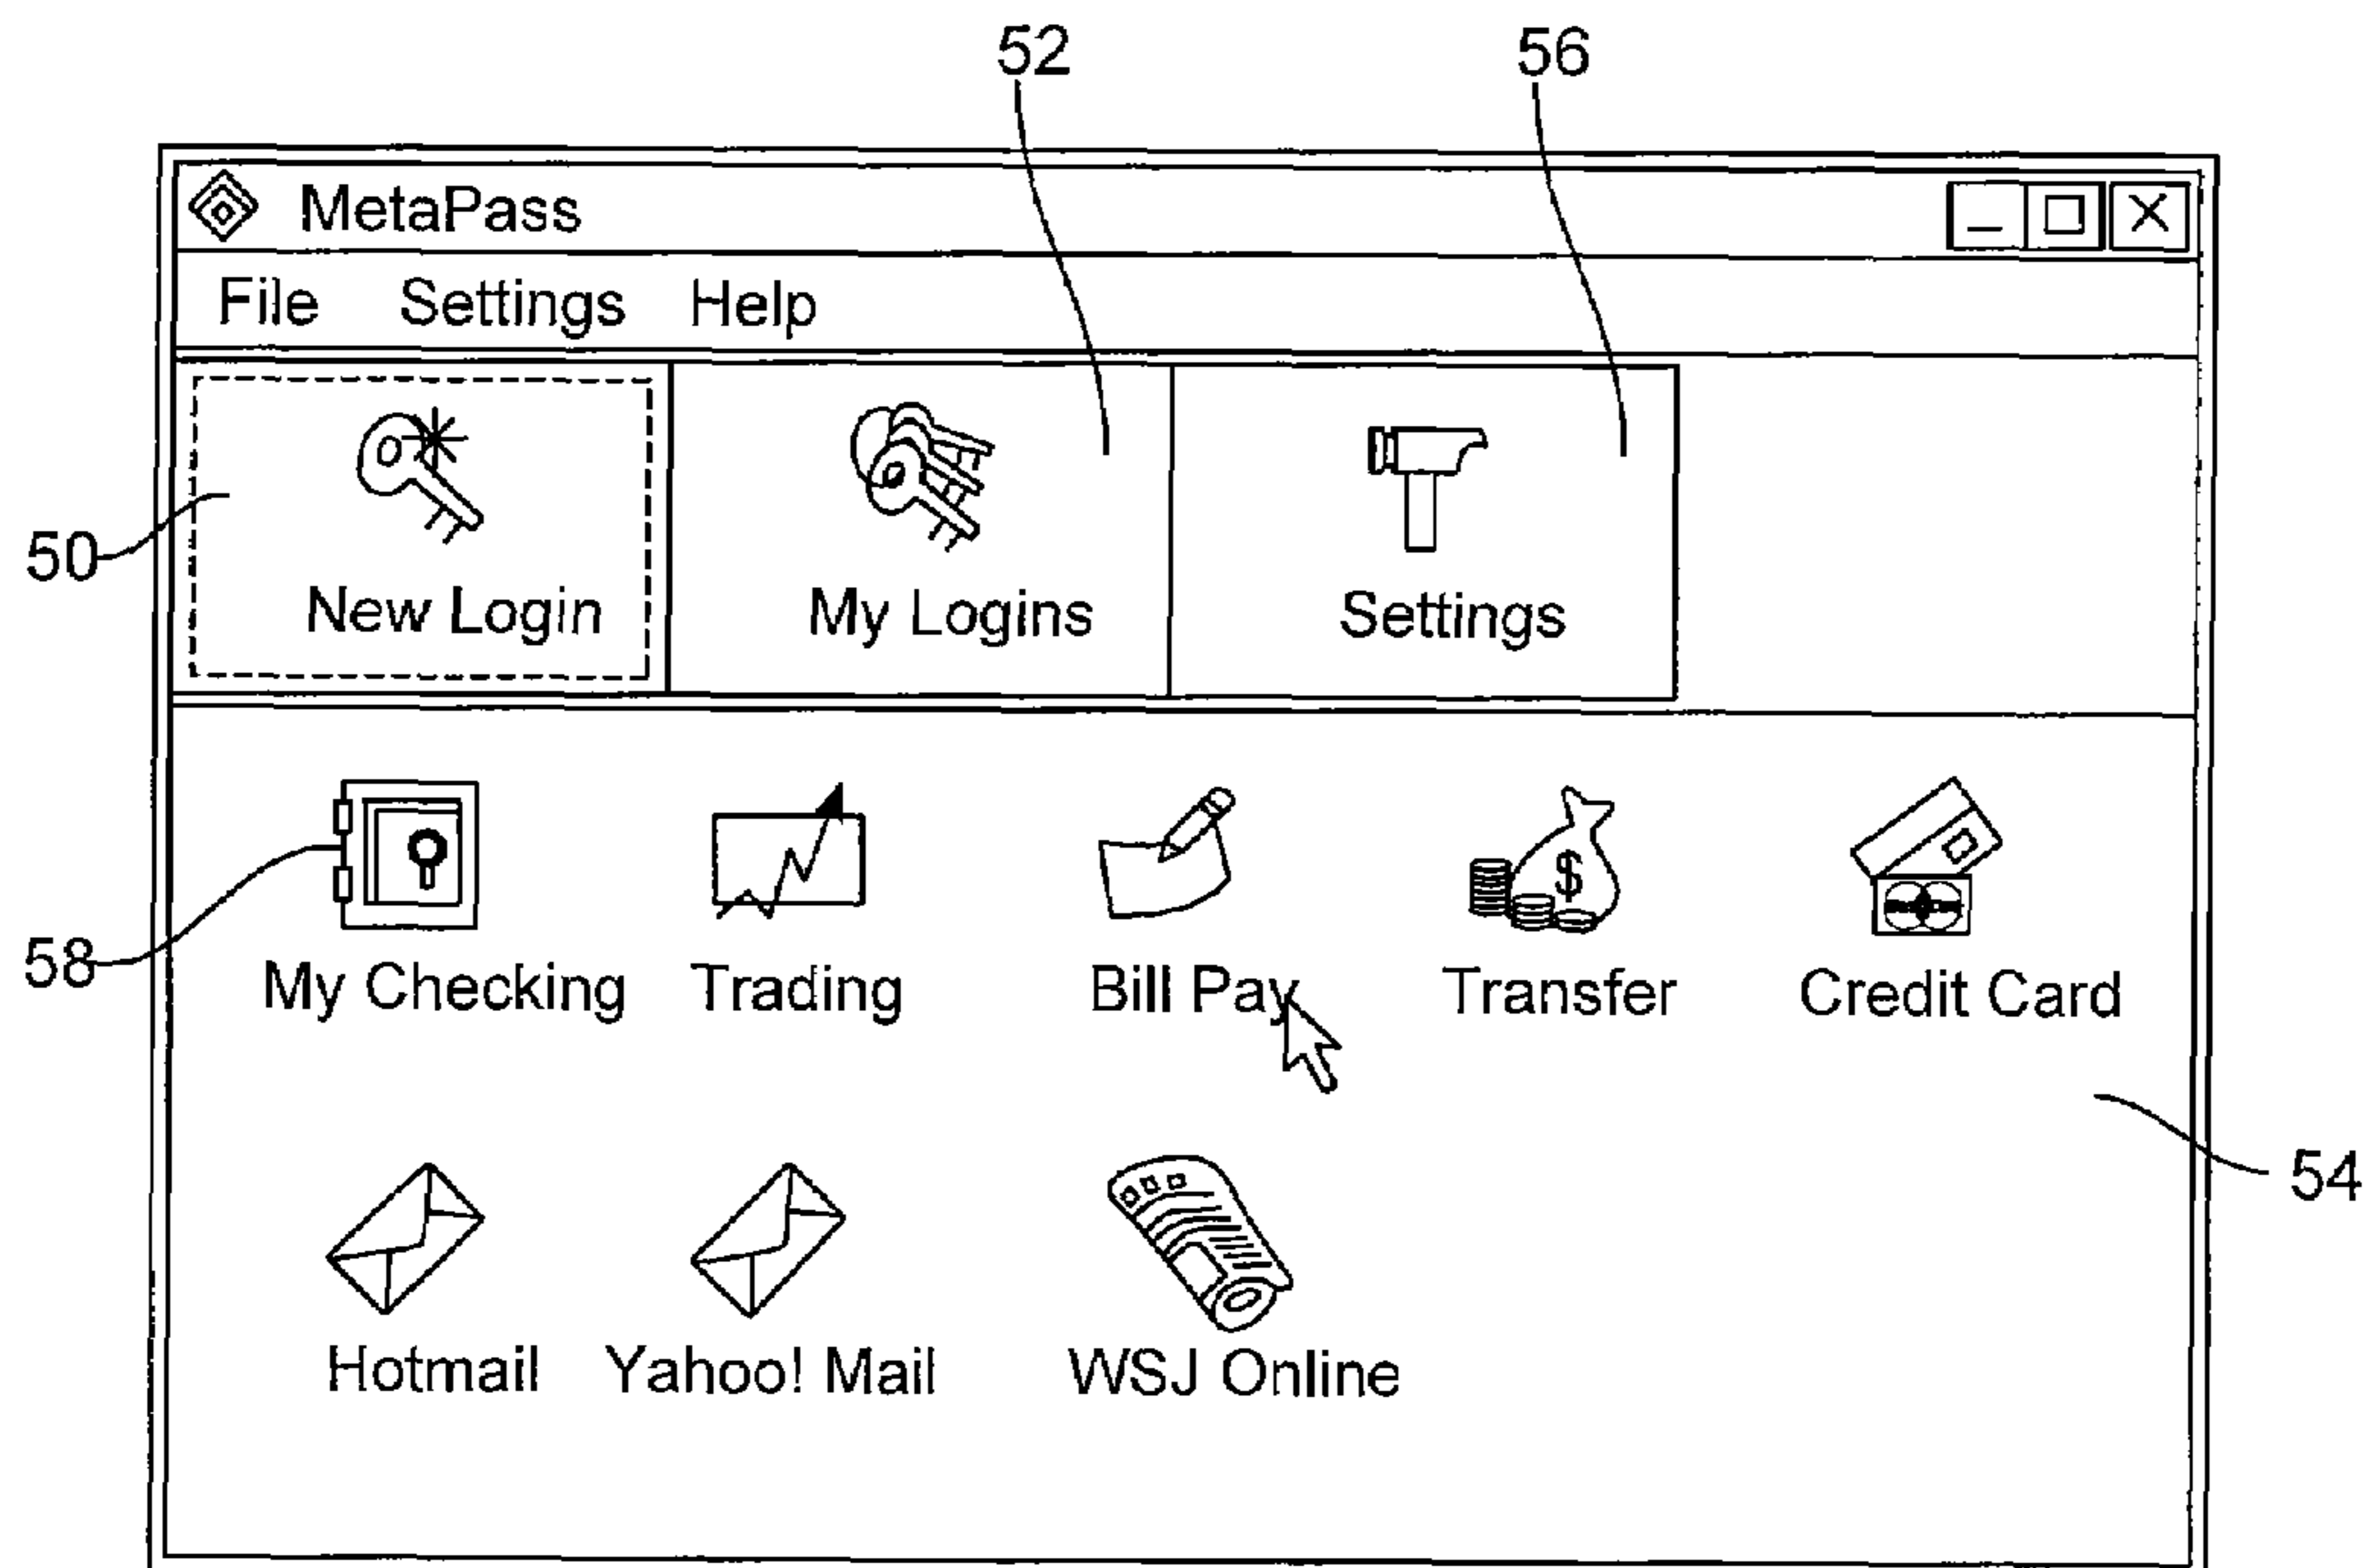 52 56
MetaPass
File Settings Help
50
New Login My Logins Settings
$
58
My Checking Trading Bill Pay Transfer Credit Card
54
Hotmail Yahoo! Mail WSJ Online